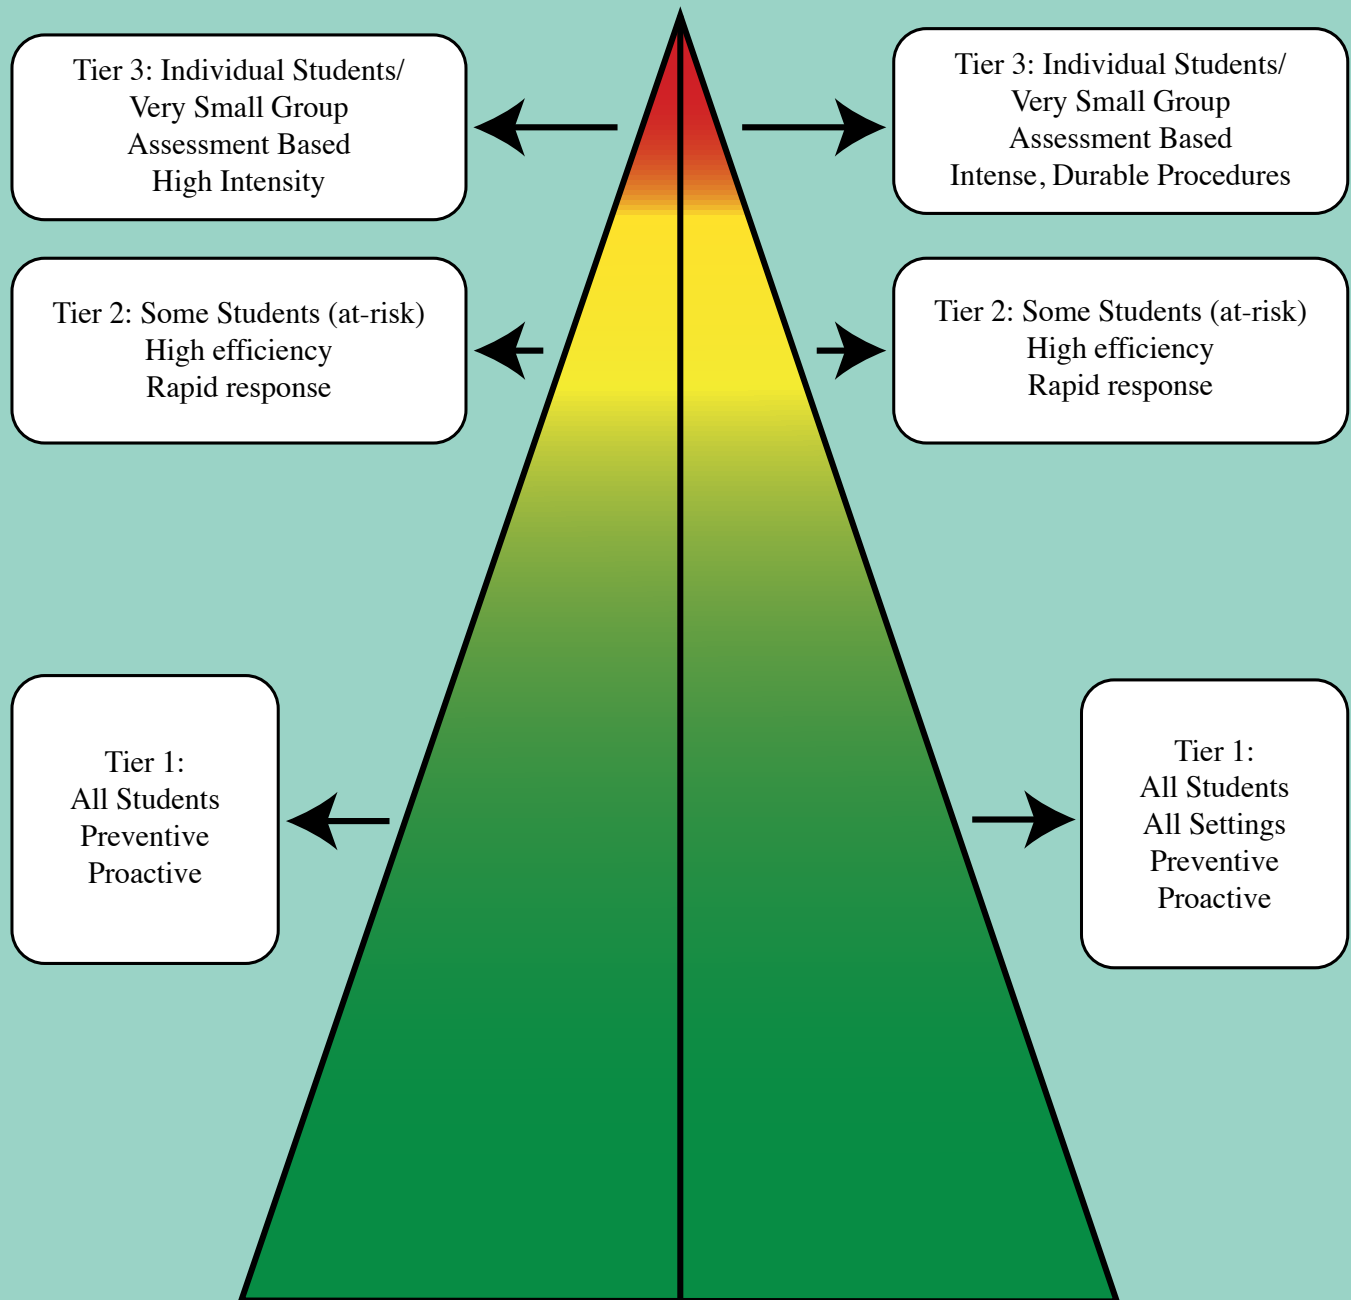 Tier 3: Individual Students/
Very Small Group
Assessment Based
High Intensity
Tier 3: Individual Students/
Very Small Group
Assessment Based
Intense, Durable Procedures
Tier 2: Some Students (at-risk)
High efficiency
Rapid response
Tier 2: Some Students (at-risk)
High efficiency
Rapid response
Tier 1:
All Students
Preventive
Proactive
Tier 1:
All Students
All Settings
Preventive
Proactive